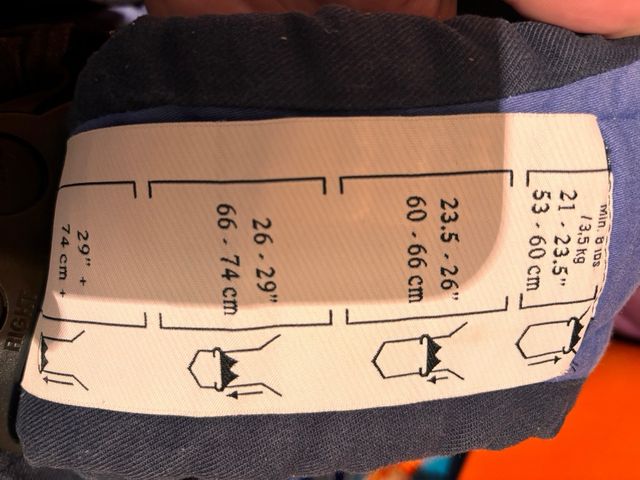 Min. 8 lbs
/ 3,5 kg
21 - 23.5"
53 - 60 cm
23.5 - 26"
60 - 66 cm
26 - 29"
66 - 74 cm
29" +
74 cm +
RIGHT